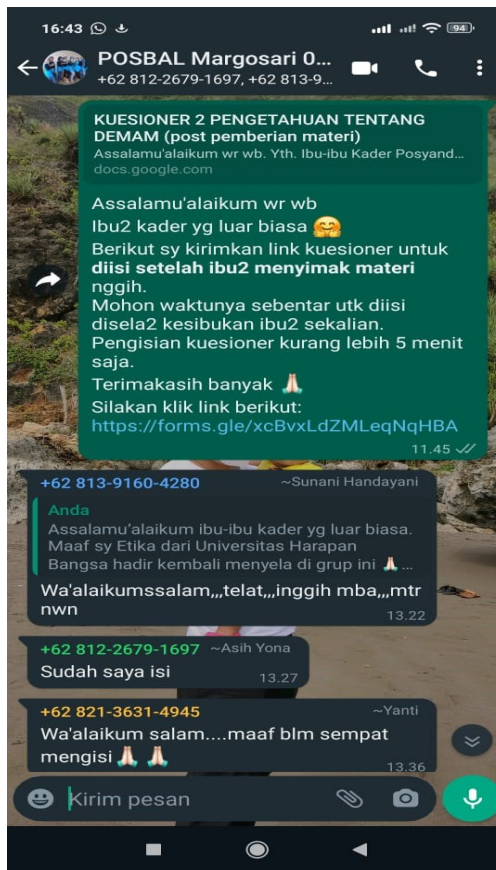 16:43
94
POSBAL Margosari 0...
+62 812-2679-1697, +62 813-9...
KUESIONER 2 PENGETAHUAN TENTANG
DEMAM (post pemberian materi)
Assalamu'alaikum wr wb. Yth. Ibu-ibu Kader Posyand...
docs.google.com
Assalamu'alaikum wr wb
Ibu2 kader yg luar biasa 🤗
Berikut sy kirimkan link kuesioner untuk
diisi setelah ibu2 menyimak materi
nggih.
Mohon waktunya sebentar utk diisi
disela2 kesibukan ibu2 sekalian.
Pengisian kuesioner kurang lebih 5 menit
saja.
Terimakasih banyak 🙏🏻
Silakan klik link berikut:
https://forms.gle/xcBvxLdZMLeqNqHBA
11.45
+62 813-9160-4280 ~Sunani Handayani
Anda
Assalamu'alaikum ibu-ibu kader yg luar biasa.
Maaf sy Etika dari Universitas Harapan
Bangsa hadir kembali menyela di grup ini 🙏🏻 ...
Wa'alaikumssalam,,,telat,,,inggih mba,,,mtr
nwn
13.22
+62 812-2679-1697 ~Asih Yona
Sudah saya isi
13.27
+62 821-3631-4945 ~Yanti
Wa'alaikum salam....maaf blm sempat
mengisi 🙏🏻 🙏🏻
13.36
Kirim pesan